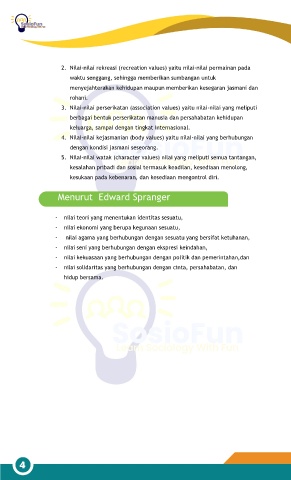 SosioFun
2. Nilai-nilai rekreasi (recreation values) yaitu nilai-nilai permainan pada
waktu senggang, sehingga memberikan sumbangan untuk
menyejahterakan kehidupan maupun memberikan kesegaran jasmani dan
rohani.
3. Nilai-nilai perserikatan (association values) yaitu nilai-nilai yang meliputi
berbagai bentuk perserikatan manusia dan persahabatan kehidupan
keluarga, sampai dengan tingkat internasional.
4. Nilai-nilai kejasmanian (body values) yaitu nilai-nilai yang berhubungan
dengan kondisi jasmani seseorang.
5. Nilai-nilai watak (character values) nilai yang meliputi semua tantangan,
kesalahan pribadi dan sosial termasuk keadilan, kesediaan menolong,
kesukaan pada kebenaran, dan kesediaan mengontrol diri.
Menurut Edward Spranger
- nilai teori yang menentukan identitas sesuatu,
- nilai ekonomi yang berupa kegunaan sesuatu,
- nilai agama yang berhubungan dengan sesuatu yang bersifat ketuhanan,
- nilai seni yang berhubungan dengan ekspresi keindahan,
- nilai kekuasaan yang berhubungan dengan politik dan pemerintahan,dan
- nilai solidaritas yang berhubungan dengan cinta, persahabatan, dan
hidup bersama.
SosioFun
4